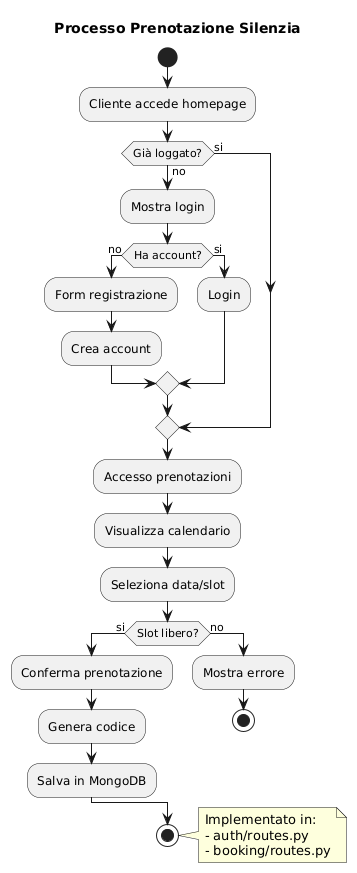 Processo Prenotazione Silenzia
Cliente accede homepage
Già loggato?
si
no
Mostra login
no
Ha account?
si
Form registrazione
Login
Crea account
Accesso prenotazioni
Visualizza calendario
Seleziona data/slot
si
Slot libero?
no
Conferma prenotazione
Mostra errore
Genera codice
Salva in MongoDB
Implementato in:
- auth/routes.py
- booking/routes.py